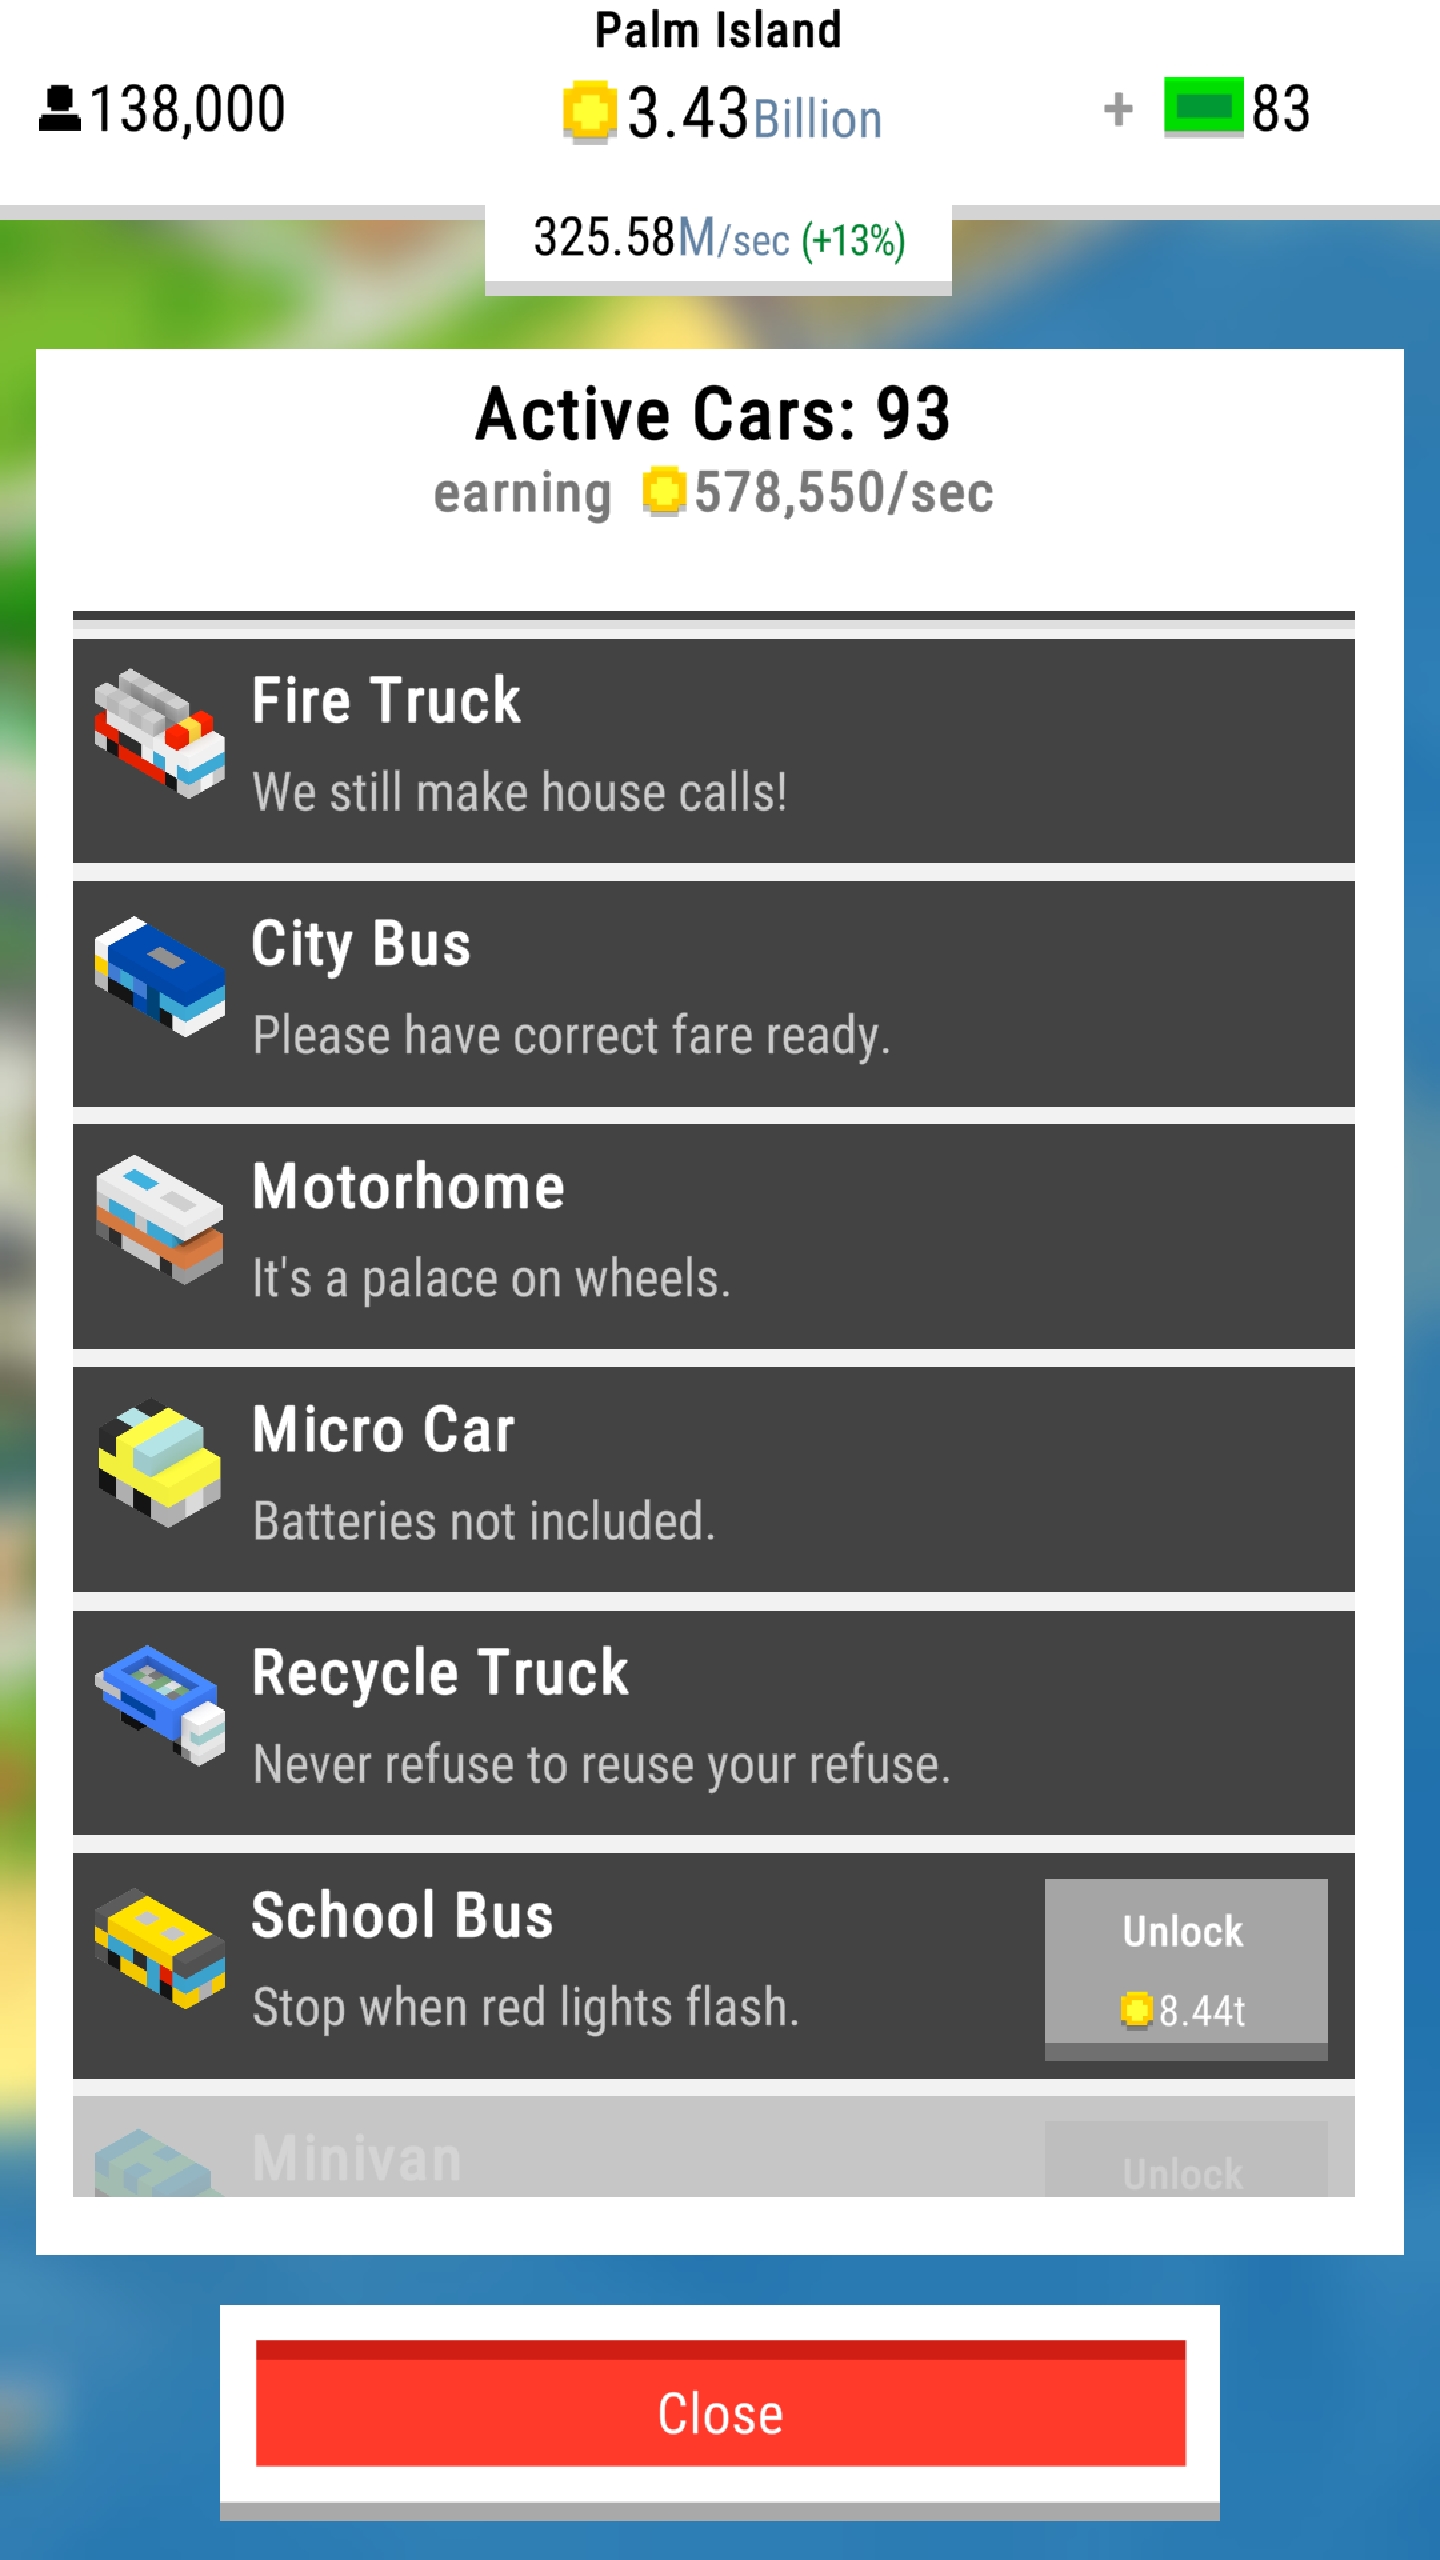 Palm Island
138,000
3.43Billion
+ 83
325.58M/sec (+13%)
Active Cars: 93
earning 578,550/sec
Fire Truck
We still make house calls!
City Bus
Please have correct fare ready.
Motorhome
It's a palace on wheels.
Micro Car
Batteries not included.
Recycle Truck
Never refuse to reuse your refuse.
School Bus
Unlock
Stop when red lights flash.
8.44t
Minivan
Unlock
Close